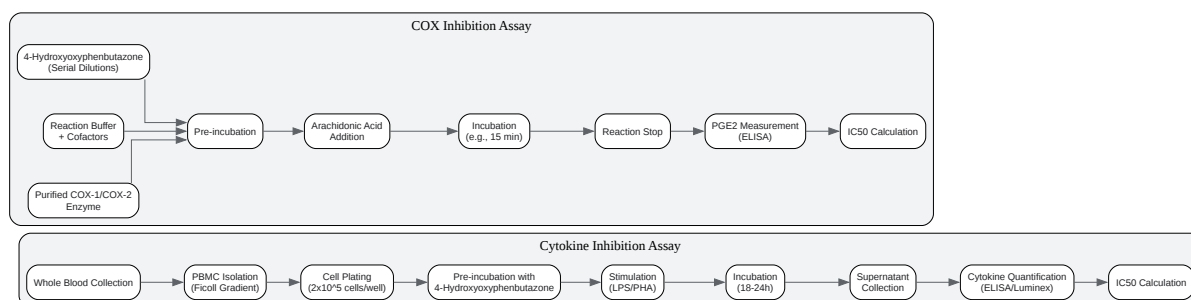 COX Inhibition Assay
4-Hydroxyoxyphenbutazone
(Serial Dilutions)
Reaction Buffer
+ Cofactors
Purified COX-1/COX-2
Enzyme
Pre-incubation
Arachidonic Acid
Addition
Incubation
(e.g., 15 min)
Reaction Stop
PGE2 Measurement
(ELISA)
IC50 Calculation
Cytokine Inhibition Assay
Whole Blood Collection
PBMC Isolation
(Ficoll Gradient)
Cell Plating
(2x10^5 cells/well)
Pre-incubation with
4-Hydroxyoxyphenbutazone
Stimulation
(LPS/PHA)
Incubation
(18-24h)
Supernatant
Collection
Cytokine Quantification
(ELISA/Luminex)
IC50 Calculation